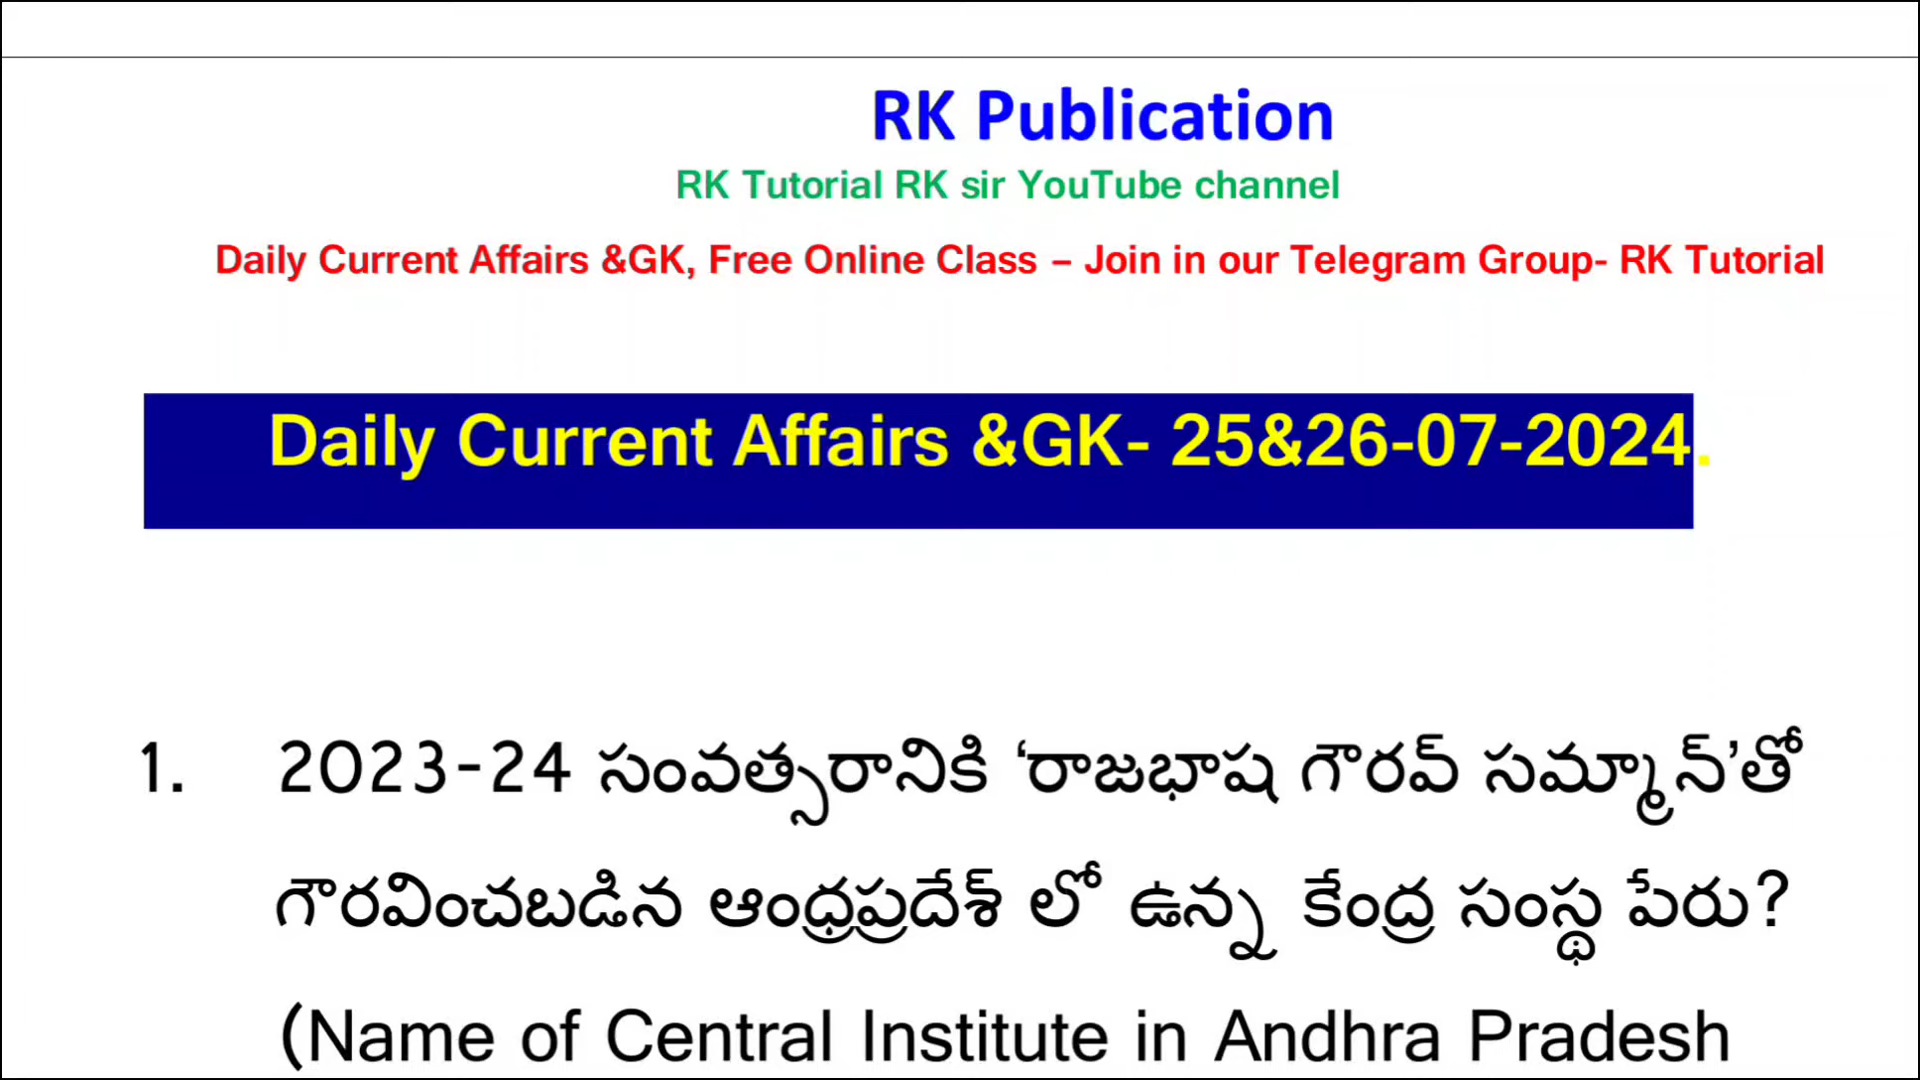 RK Publication
RK Tutorial RK sir YouTube channel
Daily Current Affairs &GK, Free Online Class – Join in our Telegram Group- RK Tutorial
Daily Current Affairs &GK- 25&26-07-2024.
1. 2023-24 సంవత్సరానికి ‘రాజభాష గౌరవ్ సమ్మాన్’తో
గౌరవించబడిన ఆంధ్రప్రదేశ్ లో ఉన్న కేంద్ర సంస్థ పేరు?
(Name of Central Institute in Andhra Pradesh